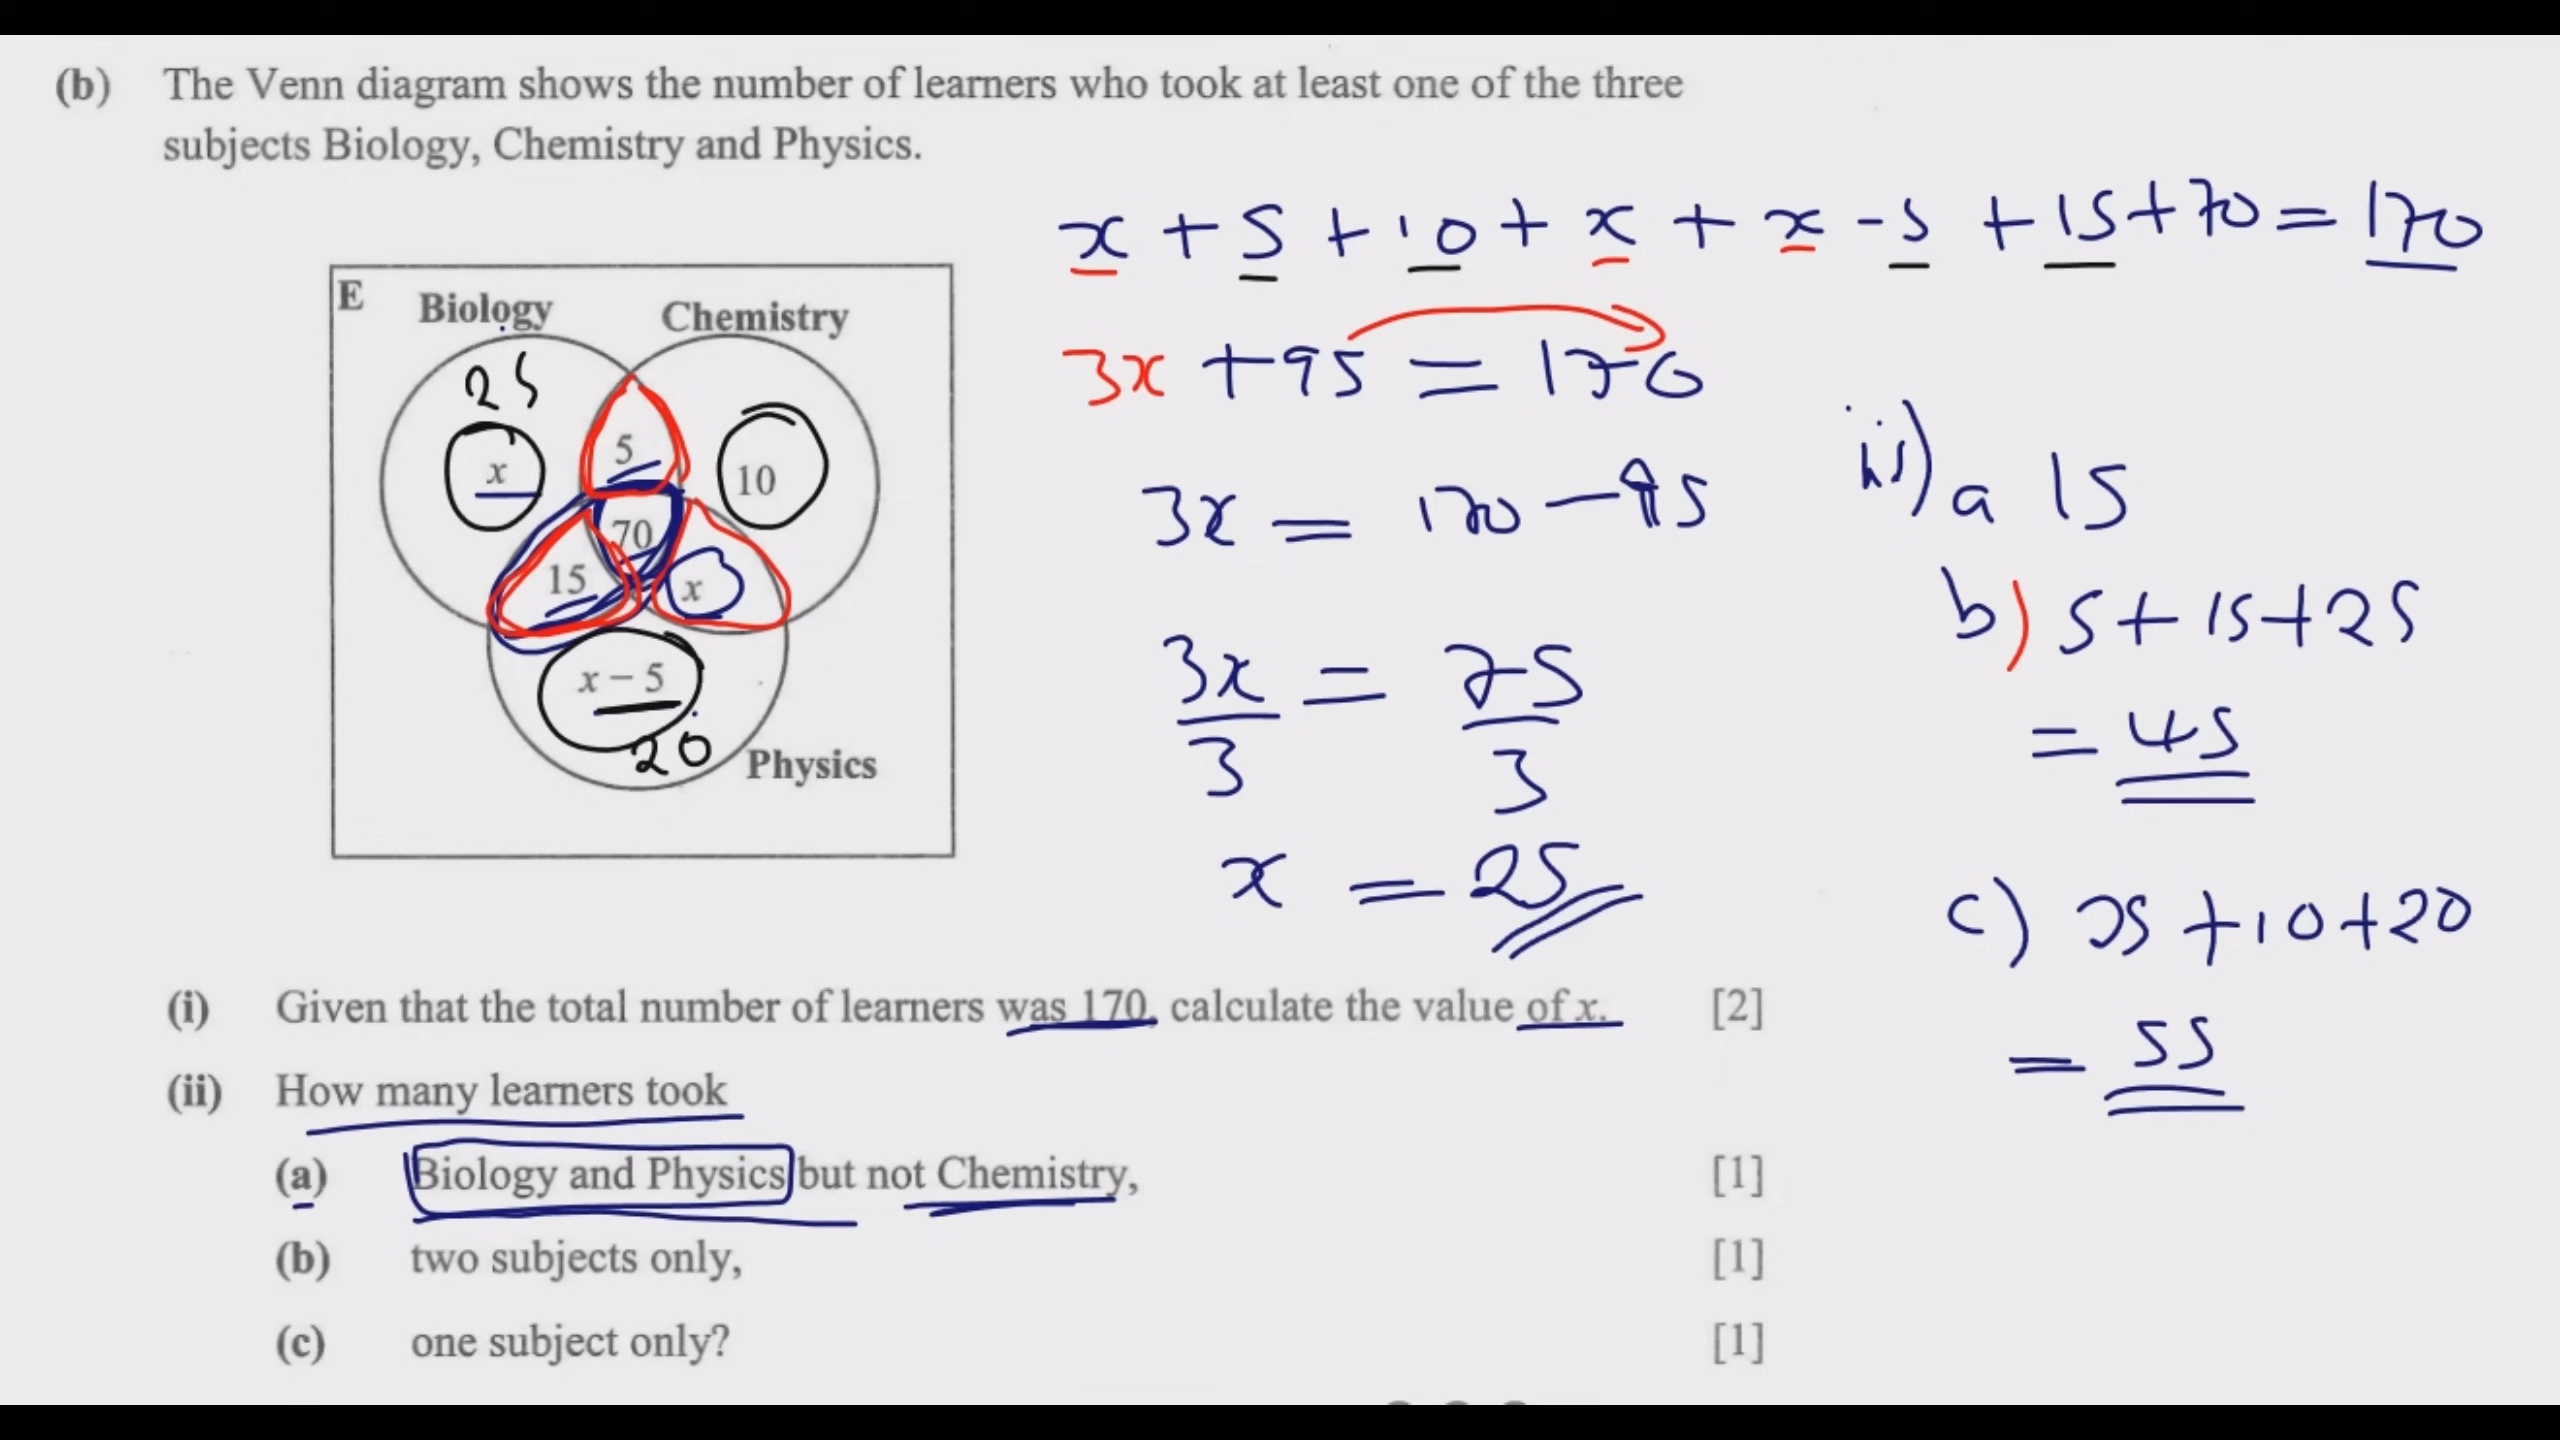 (b) The Venn diagram shows the number of learners who took at least one of the three
subjects Biology, Chemistry and Physics.
x + 5 + 10 + x + x - 5 + 15 + 70 = 170
E Biology Chemistry
25
x 5 10
70
15 x
x – 5
20 Physics
3x + 95 = 170
3x = 170 - 95
3x = 75
3 3
x = 25
ii) a 15
b) 5 + 15 + 25
= 45
c) 25 + 10 + 20
= 55
(i) Given that the total number of learners was 170, calculate the value of x. [2]
(ii) How many learners took
(a) Biology and Physics but not Chemistry, [1]
(b) two subjects only, [1]
(c) one subject only? [1]